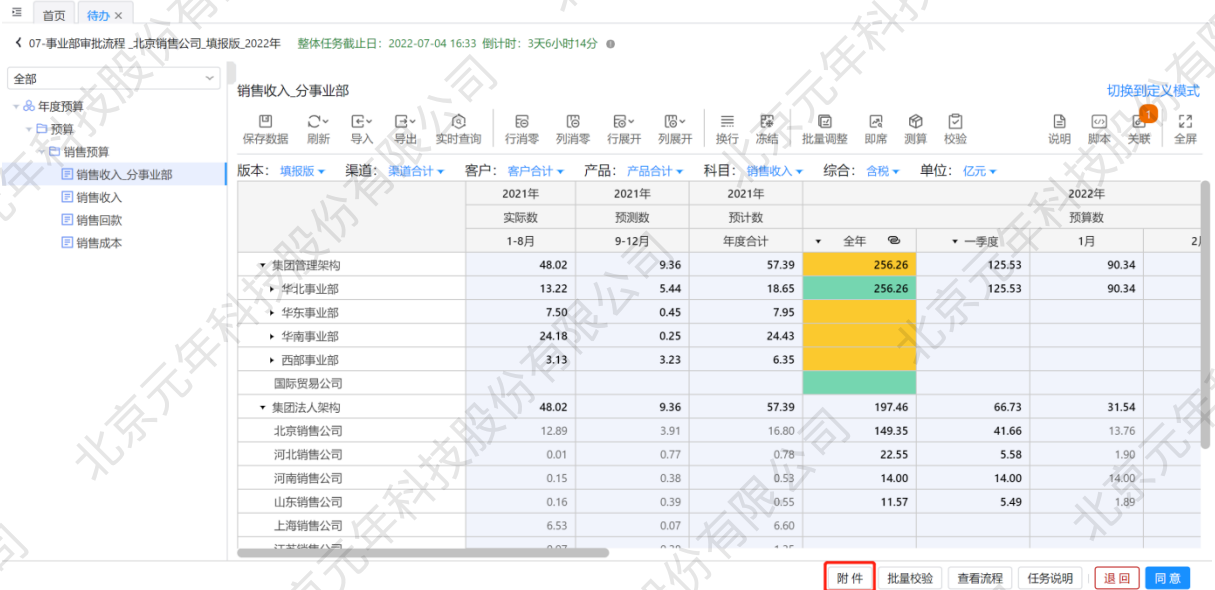 首页 待办 ×
07-事业部审批流程 _北京销售公司_填报版_2022年 整体任务截止日：2022-07-04 16:33 倒计时：3天6小时14分
全部
年度预算
预算
销售预算
销售收入_分事业部
销售收入
销售回款
销售成本
销售收入_分事业部 切换到定义模式
1
保存数据 刷新 导入 导出 实时查询 行消零 列消零 行展开 列展开 换行 冻结 批量调整 即席 测算 校验 说明 脚本 关联 全屏
版本： 填报版 渠道： 渠道合计 客户： 客户合计 产品： 产品合计 科目： 销售收入 综合： 含税 单位： 亿元
2021年 2021年 2021年 2022年
实际数 预测数 预计数 预算数
1-8月 9-12月 年度合计 全年 一季度 1月
集团管理架构 48.02 9.36 57.39 256.26 125.53 90.34
华北事业部 13.22 5.44 18.65 256.26 125.53 90.34
华东事业部 7.50 0.45 7.95
华南事业部 24.18 0.25 24.43
西部事业部 3.13 3.23 6.35
国际贸易公司
集团法人架构 48.02 9.36 57.39 197.46 66.73 31.54
北京销售公司 12.89 3.91 16.80 149.35 41.66 13.76
河北销售公司 0.01 0.77 0.78 22.55 5.58 1.90
河南销售公司 0.15 0.38 0.53 14.00 14.00 14.00
山东销售公司 0.16 0.39 0.55 11.57 5.49 1.89
上海销售公司 6.53 0.07 6.60
附 件 批量校验 查看流程 任务说明 退 回 同 意
北京元年科技股份有限公司